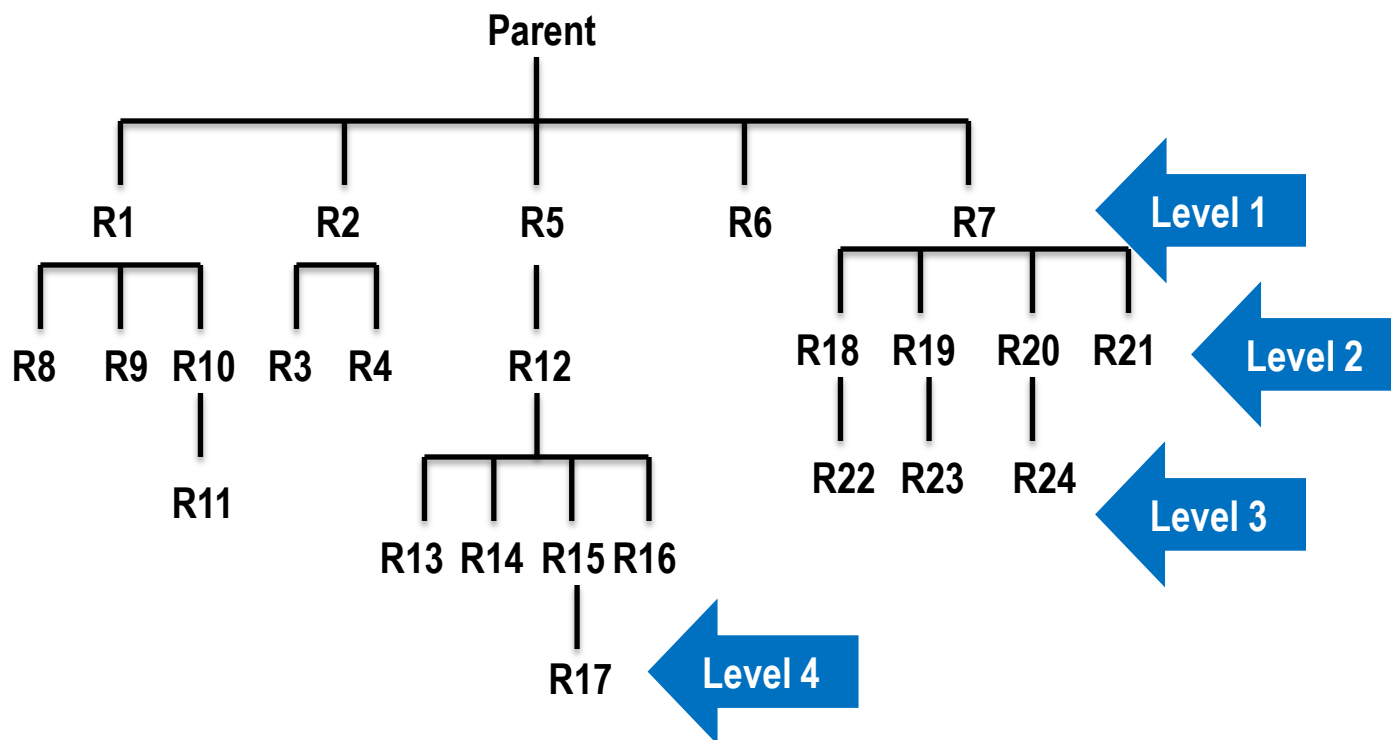 Parent
R1 R2 R5 R6 R7 Level 1
R8 R9 R10 R3 R4 R12 R18 R19 R20 R21 Level 2
R11 R22 R23 R24 Level 3
R13 R14 R15 R16
R17 Level 4